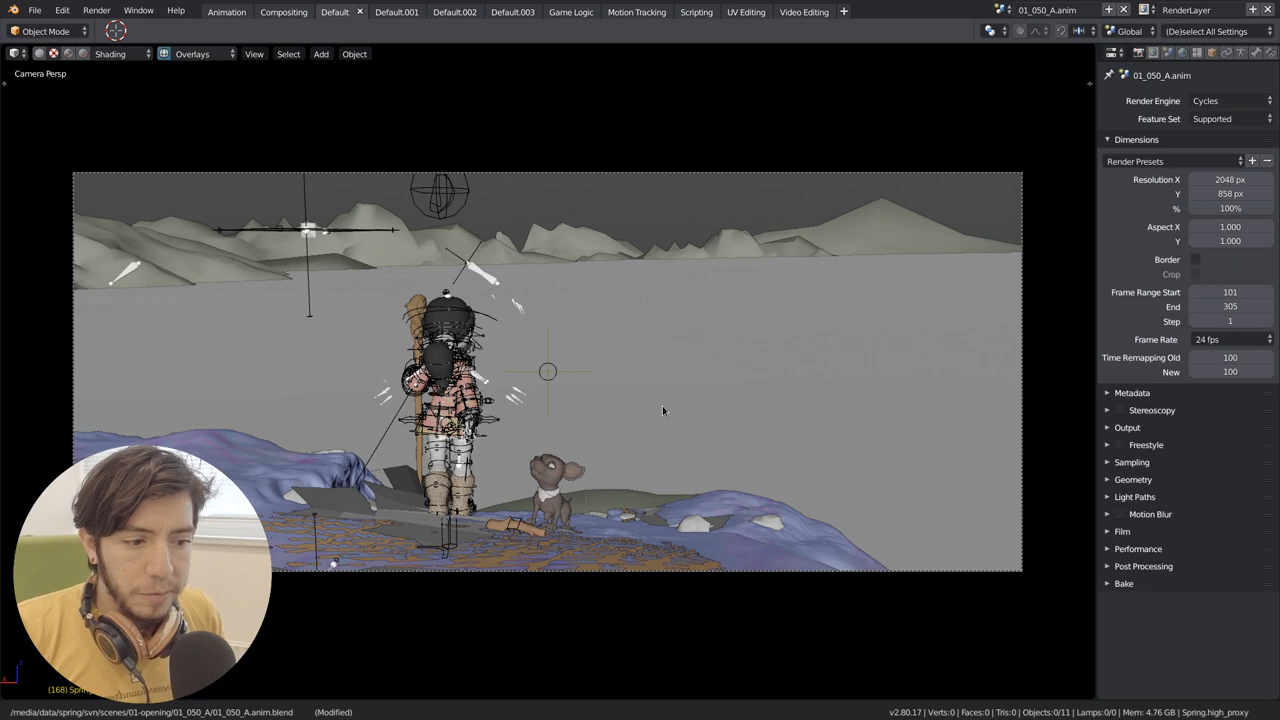 File Edit Render Window Help Animation Compositing Default Default.001 Default.002 Default.003 Game Logic Motion Tracking Scripting UV Editing Video Editing 01_050_A.anim RenderLayer
Object Mode Global (De)select All Settings
Shading Overlays View Select Add Object
Camera Persp
01_050_A.anim
Render Engine Cycles
Feature Set Supported
Dimensions
Render Presets
Resolution X 2048 px
Y 858 px
% 100%
Aspect X 1.000
Y 1.000
Border
Crop
Frame Range Start 101
End 305
Step 1
Frame Rate 24 fps
Time Remapping Old 100
New 100
Metadata
Stereoscopy
Output
Freestyle
Sampling
Geometry
Light Paths
Motion Blur
Film
Performance
Post Processing
Bake
z
x
(168)
/media/data/spring/svn/scenes/01-opening/01_050_A/01_050_A.anim.blend (Modified) v2.80.17 | Verts:0 | Faces:0 | Tris:0 | Objects:0/11 | Lamps:0/0 | Mem: 4.76 GB | Spring.high_proxy